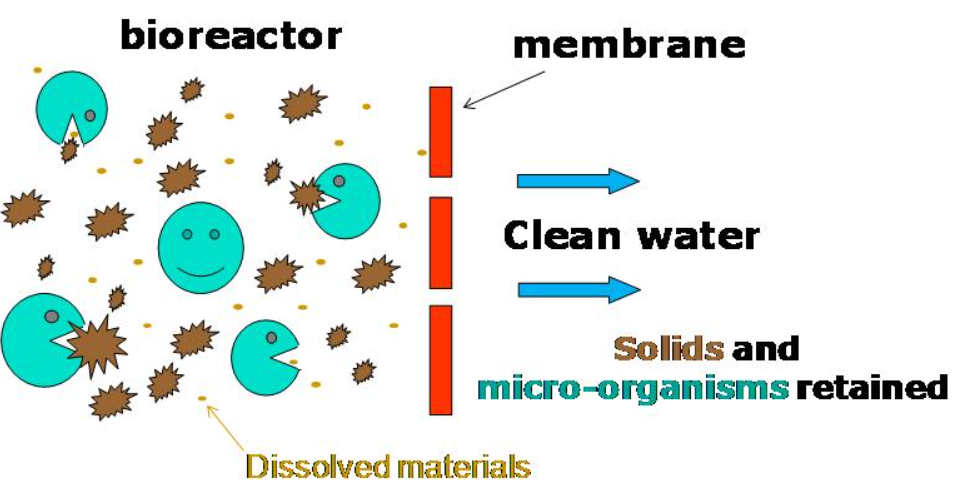 bioreactor
membrane
Clean water
Solids and
micro-organisms retained
Dissolved materials